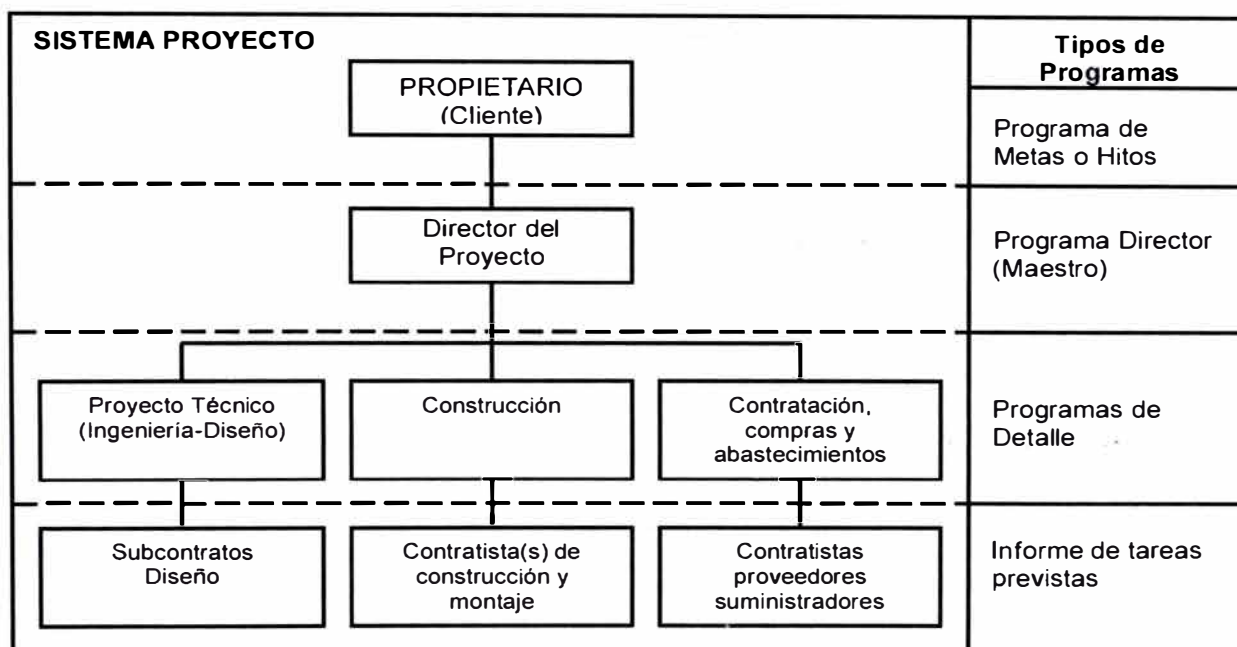 SISTEMA PROYECTO
Tipos de
Programas
PROPIETARIO
(Cliente)
Programa de
Metas o Hitos
Director del
Proyecto
Programa Director
(Maestro)
Proyecto Técnico
(Ingeniería-Diseño)
Construcción
Contratación,
compras y
abastecimientos
Programas de
Detalle
Subcontratos
Diseño
Contratista(s) de
construcción y
montaje
Contratistas
proveedores
suministradores
Informe de tareas
previstas